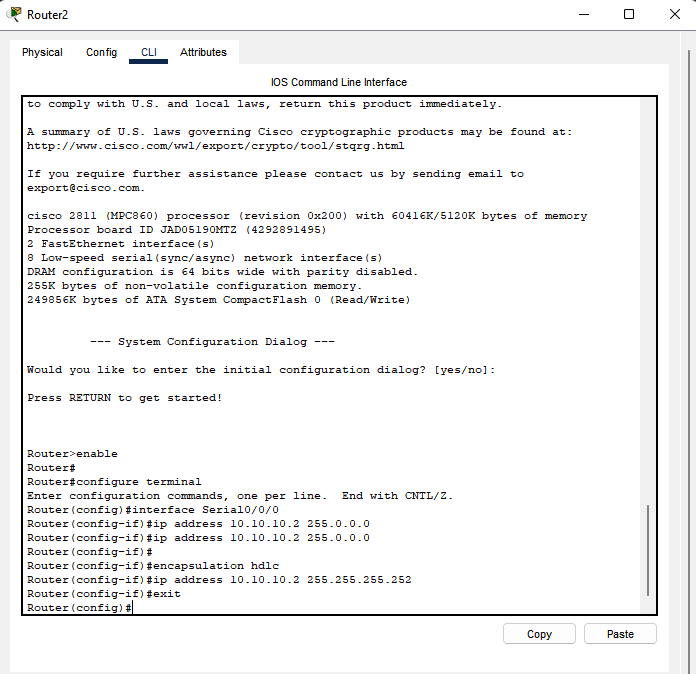 Router2
Physical Config CLI Attributes
IOS Command Line Interface
to comply with U.S. and local laws, return this product immediately.
A summary of U.S. laws governing Cisco cryptographic products may be found at:
http://www.cisco.com/wwl/export/crypto/tool/stqrg.html
If you require further assistance please contact us by sending email to
export@cisco.com.
cisco 2811 (MPC860) processor (revision 0x200) with 60416K/5120K bytes of memory
Processor board ID JAD05190MTZ (4292891495)
2 FastEthernet interface(s)
8 Low-speed serial(sync/async) network interface(s)
DRAM configuration is 64 bits wide with parity disabled.
255K bytes of non-volatile configuration memory.
249856K bytes of ATA System CompactFlash 0 (Read/Write)
--- System Configuration Dialog ---
Would you like to enter the initial configuration dialog? [yes/no]:
Press RETURN to get started!
Router>enable
Router#
Router#configure terminal
Enter configuration commands, one per line.  End with CNTL/Z.
Router(config)#interface Serial0/0/0
Router(config-if)#ip address 10.10.10.2 255.0.0.0
Router(config-if)#ip address 10.10.10.2 255.0.0.0
Router(config-if)#
Router(config-if)#encapsulation hdlc
Router(config-if)#ip address 10.10.10.2 255.255.255.252
Router(config-if)#exit
Router(config)#
Copy Paste